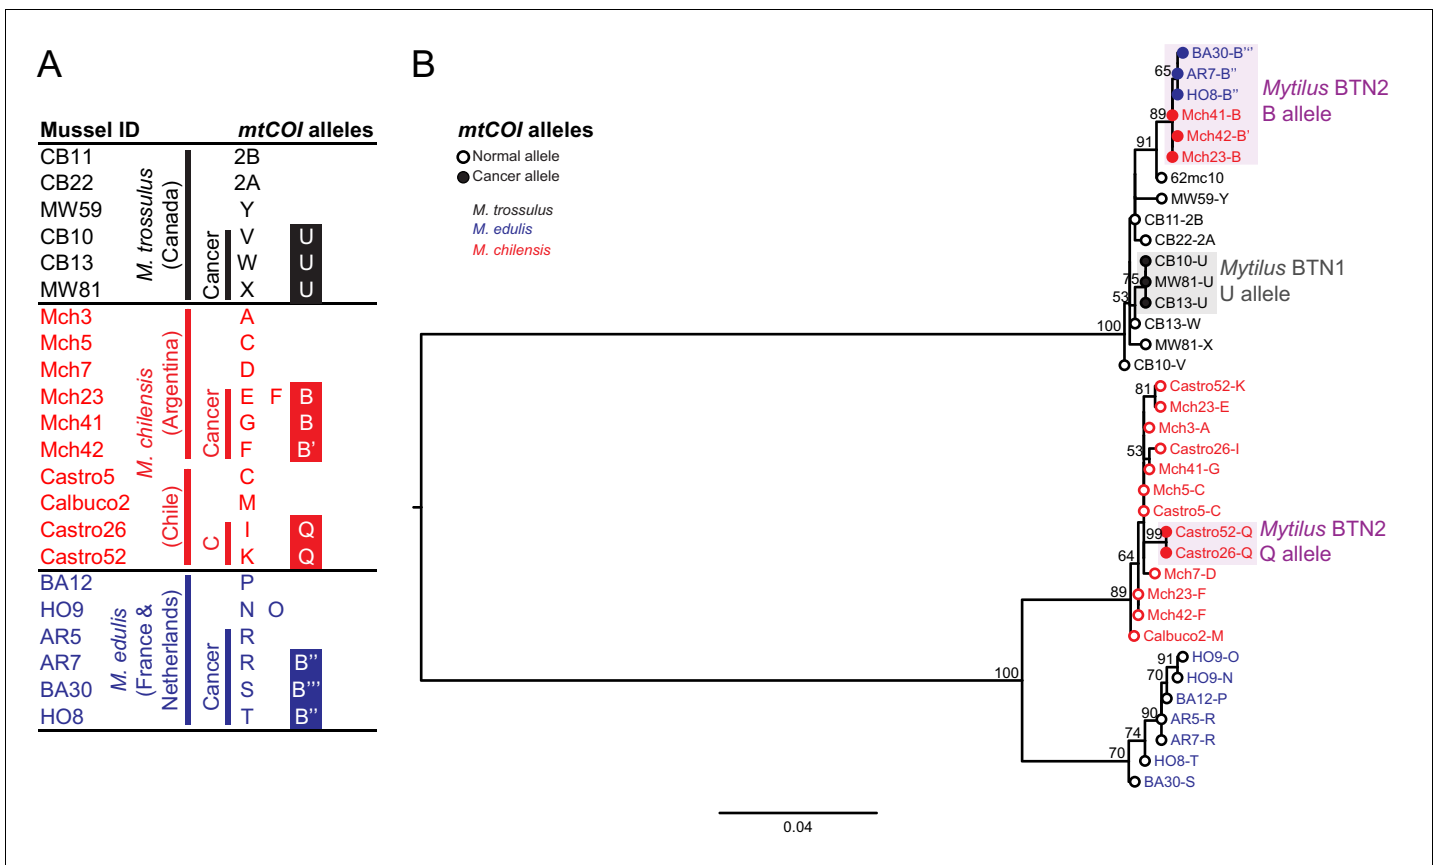 A
Mussel ID mtCOI alleles
CB11 2B
CB22 2A
MW59 Y
CB10 V U
CB13 W U
MW81 X U
M. trossulus
(Canada)
Cancer
Mch3 A
Mch5 C
Mch7 D
Mch23 E F B
Mch41 G B
Mch42 F B'
Castro5 C
Calbuco2 M
Castro26 I Q
Castro52 K Q
M. chilensis
(Argentina)
Cancer
(Chile)
C
BA12 P
HO9 N O
AR5 R
AR7 R B''
BA30 S B'''
HO8 T B''
M. edulis
(France &
Netherlands)
Cancer
B
mtCOI alleles
Normal allele
Cancer allele
M. trossulus
M. edulis
M. chilensis
BA30-B'''
65
AR7-B''
HO8-B''
89
Mch41-B
Mch42-B'
91
Mch23-B
Mytilus BTN2
B allele
62mc10
MW59-Y
CB11-2B
CB22-2A
CB10-U
75
MW81-U
53
CB13-U
Mytilus BTN1
U allele
CB13-W
100
MW81-X
CB10-V
81
Castro52-K
Mch23-E
Mch3-A
53
Castro26-I
Mch41-G
Mch5-C
Castro5-C
99
Castro52-Q
Castro26-Q
Mytilus BTN2
Q allele
64
Mch7-D
89
Mch23-F
Mch42-F
Calbuco2-M
91
HO9-O
100
70
HO9-N
BA12-P
90
AR5-R
74
AR7-R
70
HO8-T
BA30-S
0.04